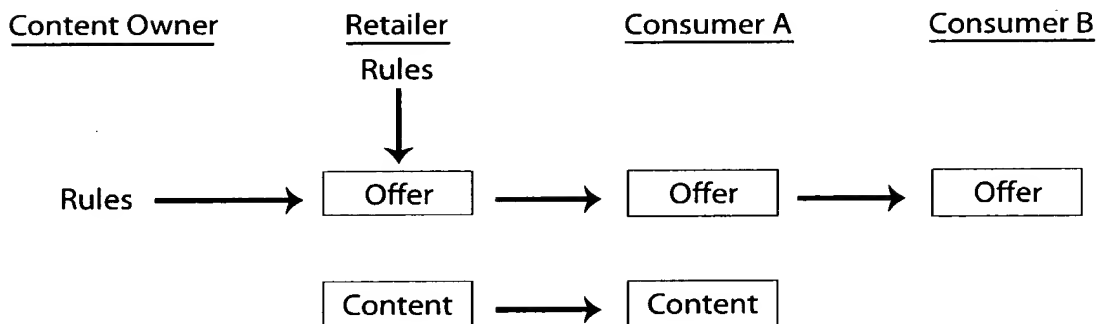 Content Owner Retailer Consumer A Consumer B
Rules
Rules Offer Offer Offer
Content Content